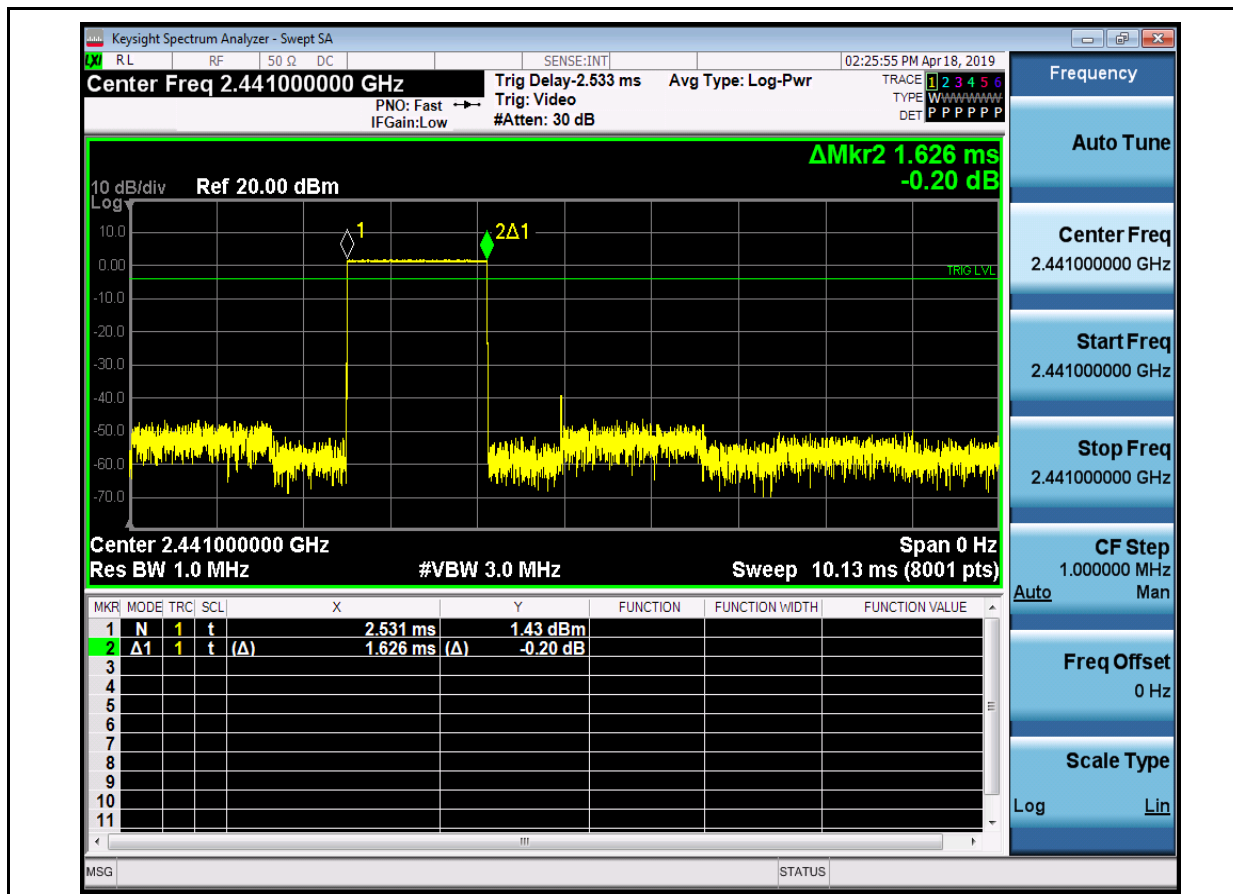 Keysight Spectrum Analyzer - Swept SA
LXI RL RF 50 Ω DC SENSE:INT 02:25:55 PM Apr 18, 2019
Center Freq 2.441000000 GHz
PNO: Fast
IFGain:Low
Trig Delay-2.533 ms
Trig: Video
#Atten: 30 dB
Avg Type: Log-Pwr
TRACE 1 2 3 4 5 6
TYPE WWWWWW
DET P P P P P P
ΔMkr2 1.626 ms
-0.20 dB
10 dB/div Ref 20.00 dBm
Log
10.0
0.00
-10.0
-20.0
-30.0
-40.0
-50.0
-60.0
-70.0
1
2Δ1
TRIG LVL
Center 2.441000000 GHz Span 0 Hz
Res BW 1.0 MHz #VBW 3.0 MHz Sweep 10.13 ms (8001 pts)
MKR MODE TRC SCL X Y FUNCTION FUNCTION WIDTH FUNCTION VALUE
1 N 1 t 2.531 ms 1.43 dBm
2 Δ1 1 t (Δ) 1.626 ms (Δ) -0.20 dB
3
4
5
6
7
8
9
10
11
MSG STATUS
Frequency
Auto Tune
Center Freq
2.441000000 GHz
Start Freq
2.441000000 GHz
Stop Freq
2.441000000 GHz
CF Step
1.000000 MHz
Auto Man
Freq Offset
0 Hz
Scale Type
Log Lin